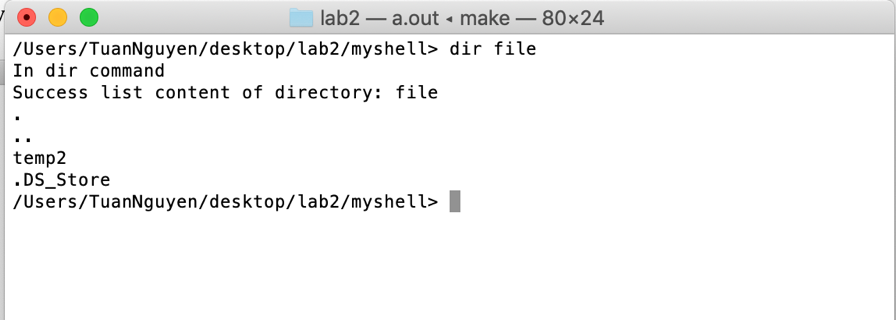 lab2 — a.out ◂ make — 80×24
/Users/TuanNguyen/desktop/lab2/myshell> dir file
In dir command
Success list content of directory: file
.
..
temp2
.DS_Store
/Users/TuanNguyen/desktop/lab2/myshell>